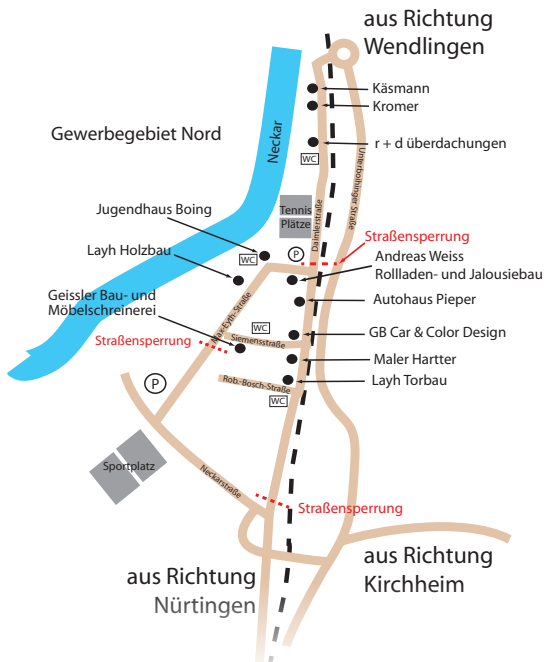 aus Richtung
Wendlingen
Käsmann
Kromer
Gewerbegebiet Nord
Neckar
r + d überdachungen
WC
Unterboihinger Straße
Tennis
Plätze
Daimlerstraße
Jugendhaus Boing
Straßensperrung
P
Layh Holzbau
WC
Andreas Weiss
Rollladen- und Jalousiebau
Geissler Bau- und
Möbelschreinerei
Autohaus Pieper
Max-Eyth-Straße
WC
GB Car & Color Design
Straßensperrung
Siemensstraße
Maler Hartter
P
Rob.-Bosch-Straße
Layh Torbau
WC
Sportplatz
Neckarstraße
Straßensperrung
aus Richtung
Kirchheim
aus Richtung
Nürtingen